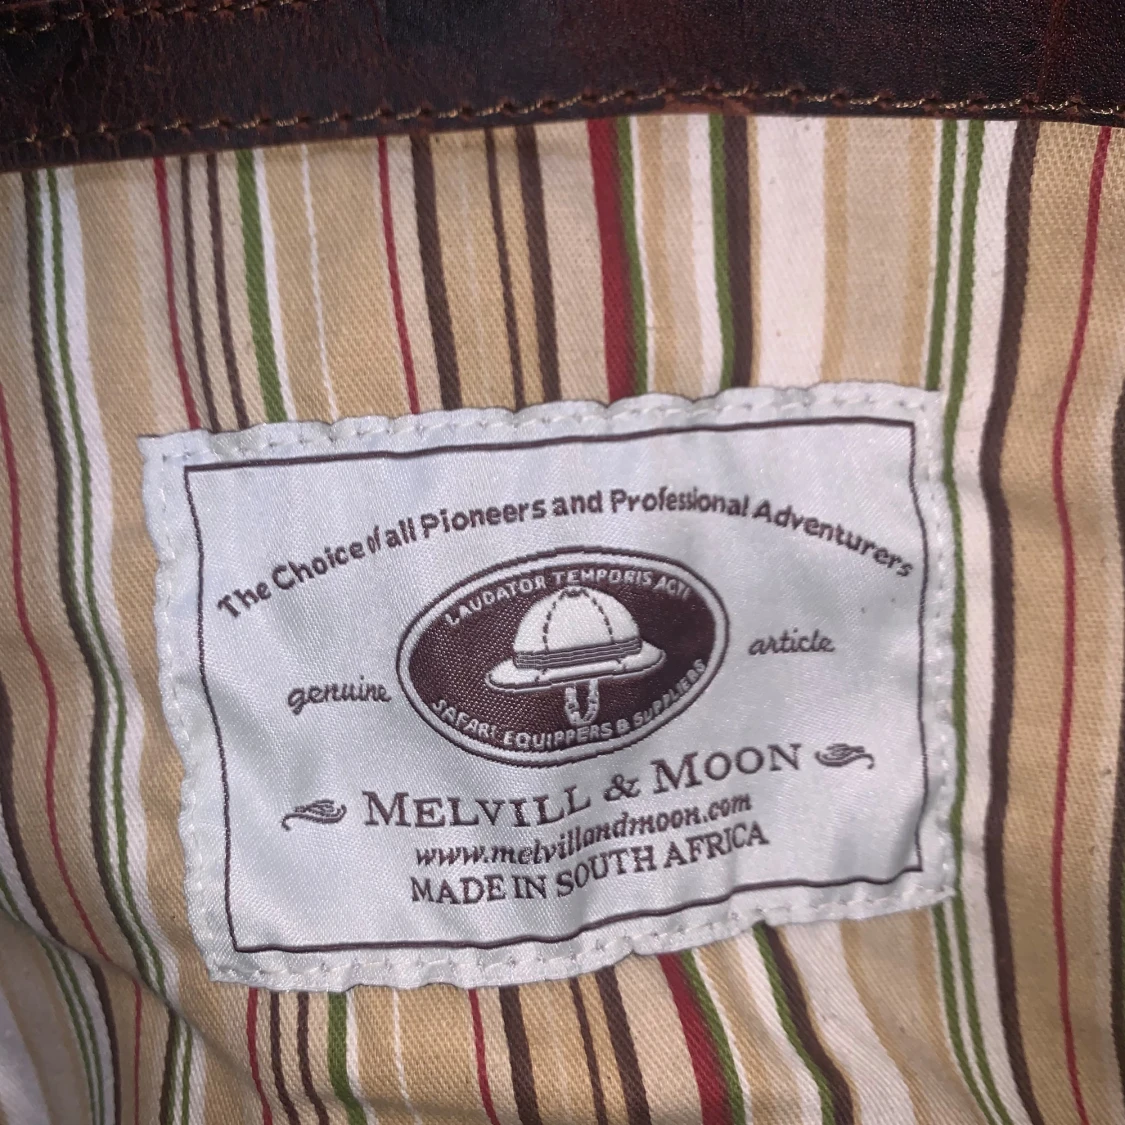 The Choice of all Pioneers and Professional Adventurers
LAUDATOR TEMPORIS ACTI
genuine
article
SAFARI EQUIPPERS & SUPPLIERS
MELVILL & MOON
www.melvillandmoon.com
MADE IN SOUTH AFRICA